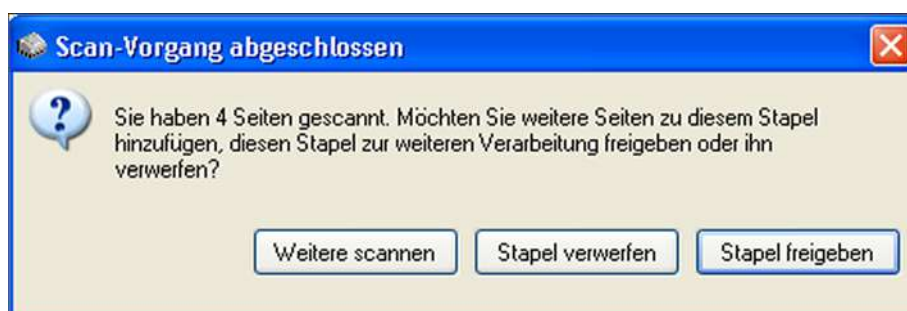 Scan-Vorgang abgeschlossen
Sie haben 4 Seiten gescannt. Möchten Sie weitere Seiten zu diesem Stapel
hinzufügen, diesen Stapel zur weiteren Verarbeitung freigeben oder ihn
verwerfen?
Weitere scannen Stapel verwerfen Stapel freigeben